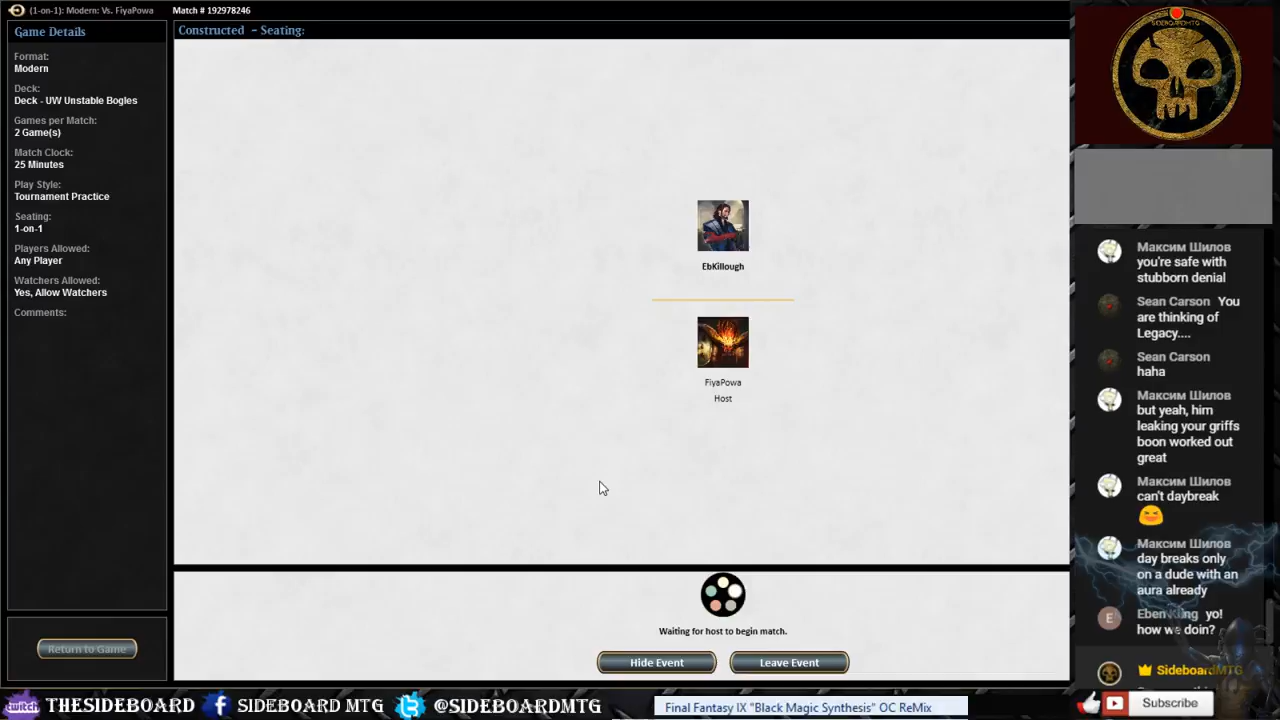 (1-on-1): Modern: Vs. FiyaPowa
Match # 192978246
Game Details
Format:
Modern
Deck:
Deck - UW Unstable Bogles
Games per Match:
2 Game(s)
Match Clock:
25 Minutes
Play Style:
Tournament Practice
Seating:
1-on-1
Players Allowed:
Any Player
Watchers Allowed:
Yes, Allow Watchers
Comments:
Return to Game
Constructed - Seating:
EbKillough
FiyaPowa
Host
Waiting for host to begin match.
Hide Event
Leave Event
SIDEBOARDMTG
Максим Шилов
you're safe with
stubborn denial
Sean Carson You
are thinking of
Legacy....
Sean Carson
haha
Максим Шилов
but yeah, him
leaking your griffs
boon worked out
great
Максим Шилов
can't daybreak
Максим Шилов
day breaks only
on a dude with an
aura already
Eben Kling yo!
how we doin?
SideboardMTG
Subscribe
twitch
THESIDEBOARD
SIDEBOARD MTG
@SIDEBOARDMTG
Final Fantasy IX "Black Magic Synthesis" OC ReMix